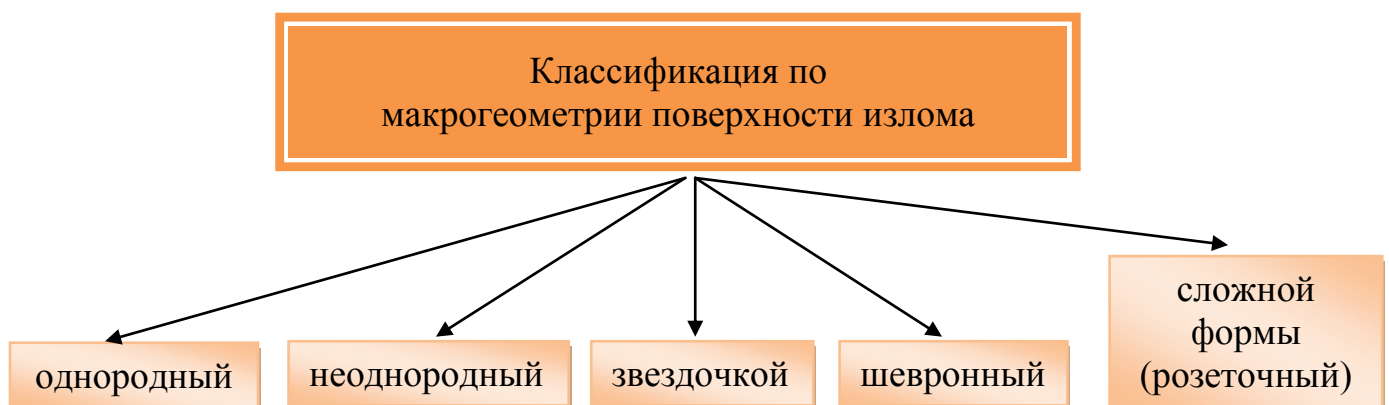 Классификация по
макрогеометрии поверхности излома
однородный
неоднородный
звездочкой
шевронный
сложной
формы
(розеточный)